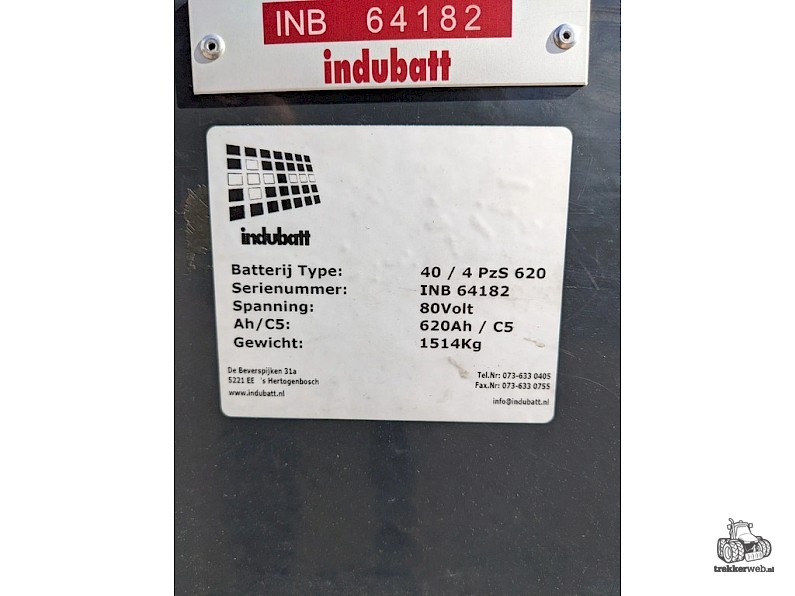 INB 64182
indubatt
indubatt
Batterij Type: 40 / 4 PzS 620
Serienummer: INB 64182
Spanning: 80Volt
Ah/C5: 620Ah / C5
Gewicht: 1514Kg
De Beverspijken 31a Tel.Nr: 073-633 0405
5221 EE 's Hertogenbosch Fax.Nr: 073-633 0755
www.indubatt.nl info@indubatt.nl
trekkerweb.nl